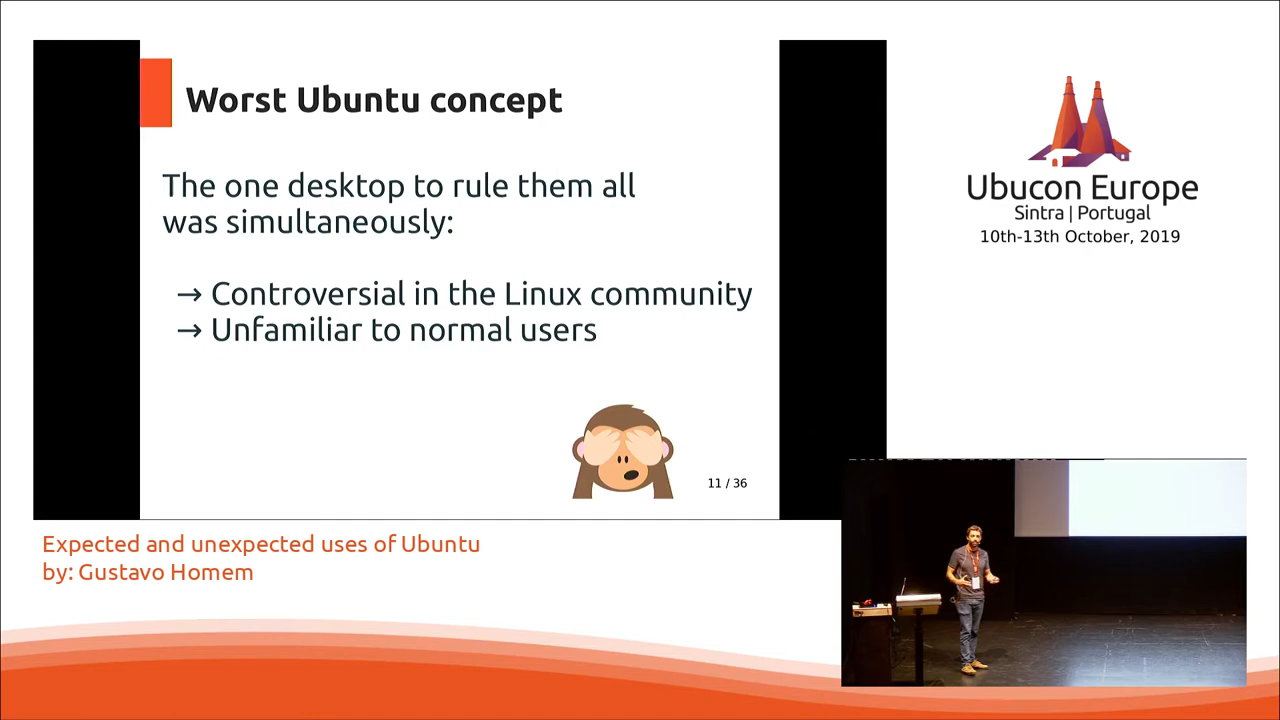 Worst Ubuntu concept
The one desktop to rule them all
was simultaneously:
→ Controversial in the Linux community
→ Unfamiliar to normal users
11 / 36
Ubucon Europe
Sintra | Portugal
10th-13th October, 2019
Expected and unexpected uses of Ubuntu
by: Gustavo Homem